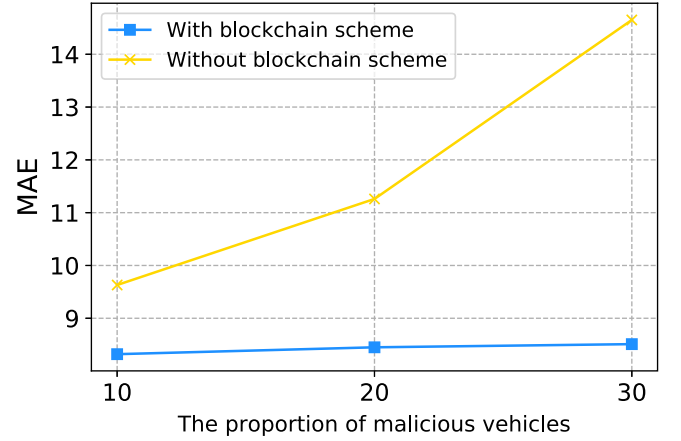 With blockchain scheme
Without blockchain scheme
MAE
14
13
12
11
10
9
10 20 30
The proportion of malicious vehicles